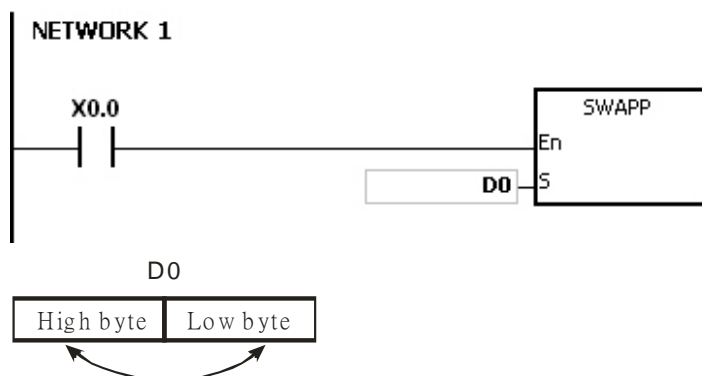 NETWORK 1
X0.0
SWAPP
En
D0 S
D0
High byte Low byte